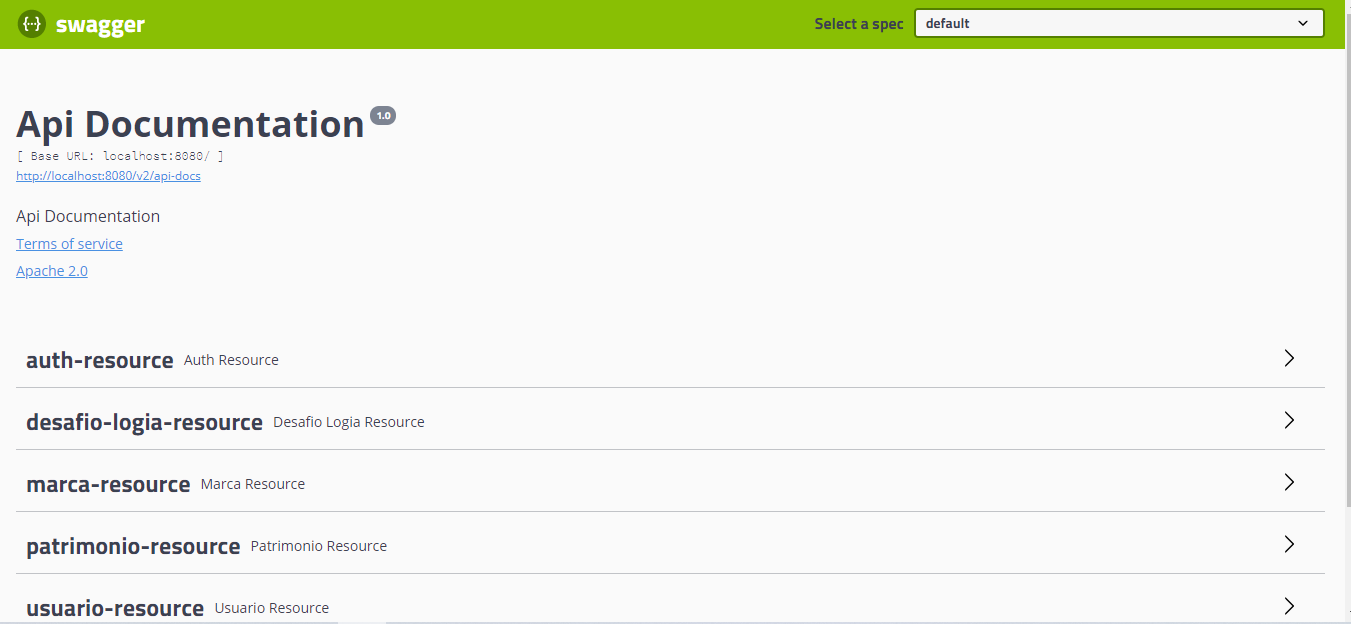 {···} swagger Select a spec default
Api Documentation 1.0
[ Base URL: localhost:8080/ ]
http://localhost:8080/v2/api-docs
Api Documentation
Terms of service
Apache 2.0
auth-resource Auth Resource
desafio-logia-resource Desafio Logia Resource
marca-resource Marca Resource
patrimonio-resource Patrimonio Resource
usuario-resource Usuario Resource